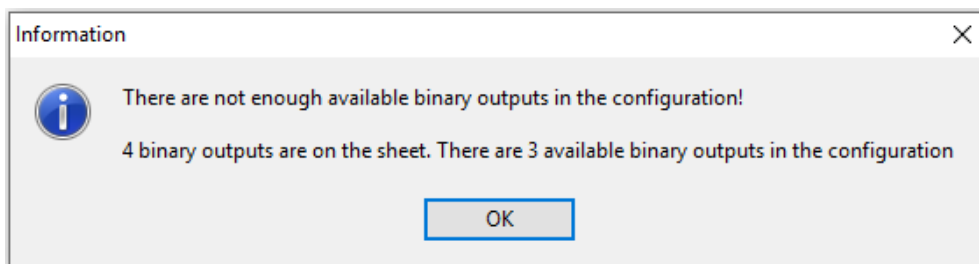 Information
There are not enough available binary outputs in the configuration!
4 binary outputs are on the sheet. There are 3 available binary outputs in the configuration
OK